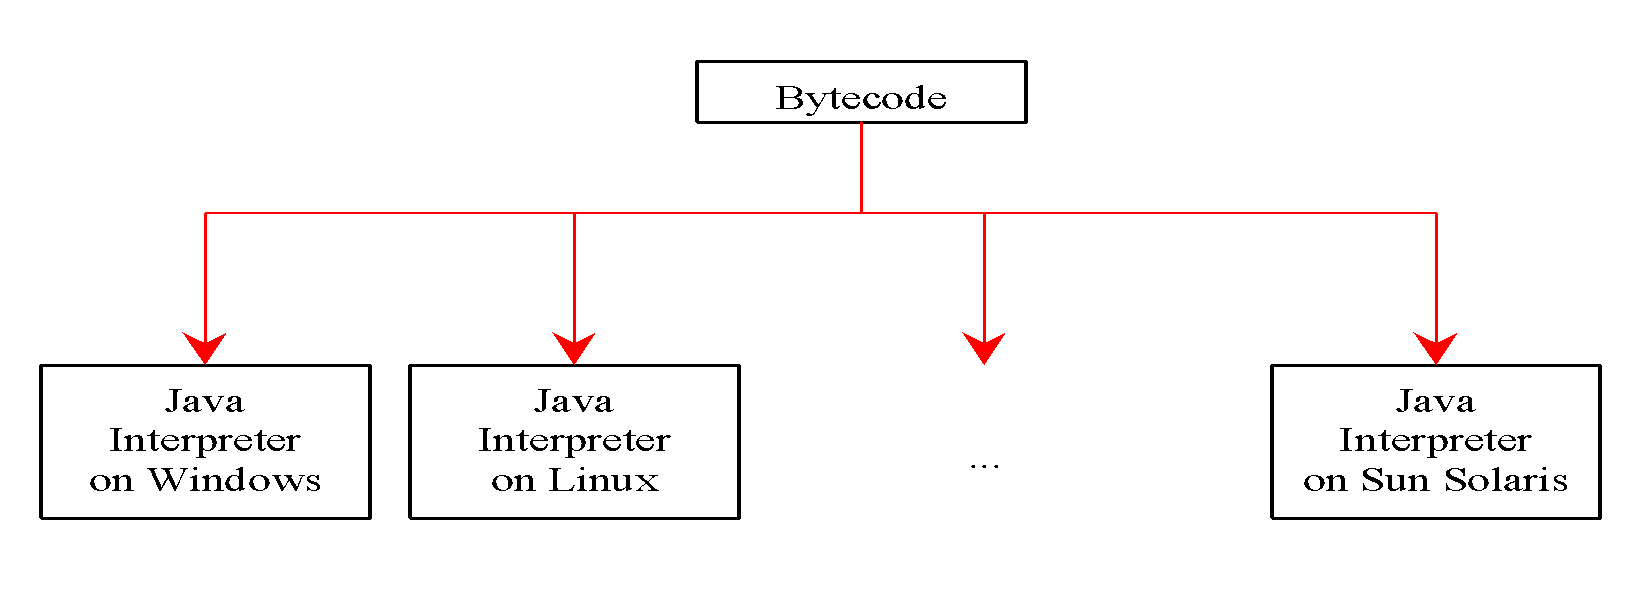 Bytecode
Java
Interpreter
on Windows
Java
Interpreter
on Linux
...
Java
Interpreter
on Sun Solaris